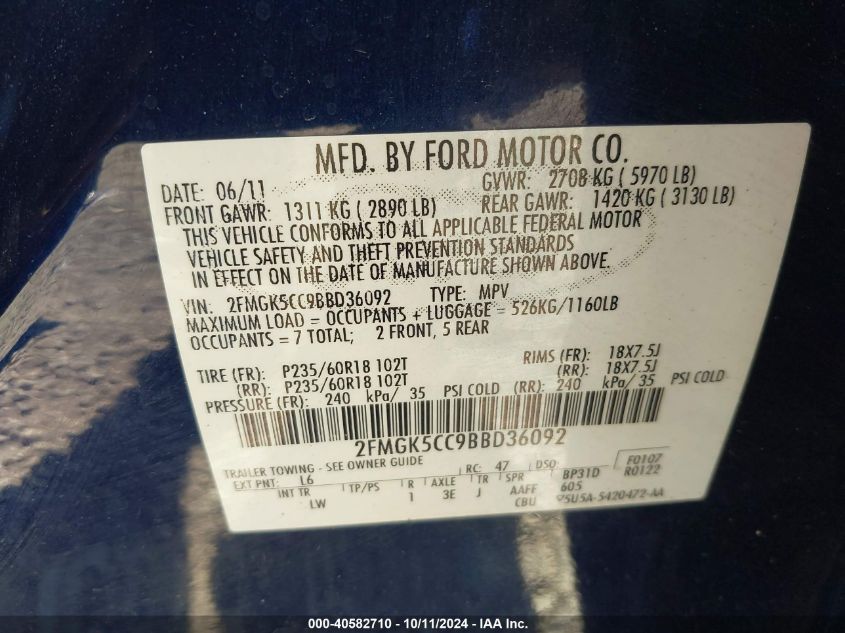 MFD. BY FORD MOTOR CO.
DATE: 06/11 GVWR: 2708 KG ( 5970 LB)
FRONT GAWR: 1311 KG ( 2890 LB) REAR GAWR: 1420 KG ( 3130 LB)
THIS VEHICLE CONFORMS TO ALL APPLICABLE FEDERAL MOTOR
VEHICLE SAFETY AND THEFT PREVENTION STANDARDS
IN EFFECT ON THE DATE OF MANUFACTURE SHOWN ABOVE.
VIN: 2FMGK5CC9BBD36092 TYPE: MPV
MAXIMUM LOAD = OCCUPANTS + LUGGAGE = 526KG/1160LB
OCCUPANTS = 7 TOTAL; 2 FRONT, 5 REAR
TIRE (FR): P235/60R18 102T RIMS (FR): 18X7.5J
(RR): P235/60R18 102T (RR): 18X7.5J
PRESSURE (FR): 240 kPa/ 35 PSI COLD (RR): 240 kPa/ 35 PSI COLD
2FMGK5CC9BBD36092
TRAILER TOWING - SEE OWNER GUIDE
EXT PNT: L6 RC: 47 DSO: F0107
INT TR TP/PS R AXLE TR SPR BP31D R0122
LW 1 3E J AAFF 605
CBU 5U5A-5420472-AA
000-40582710 - 10/11/2024 - IAA Inc.